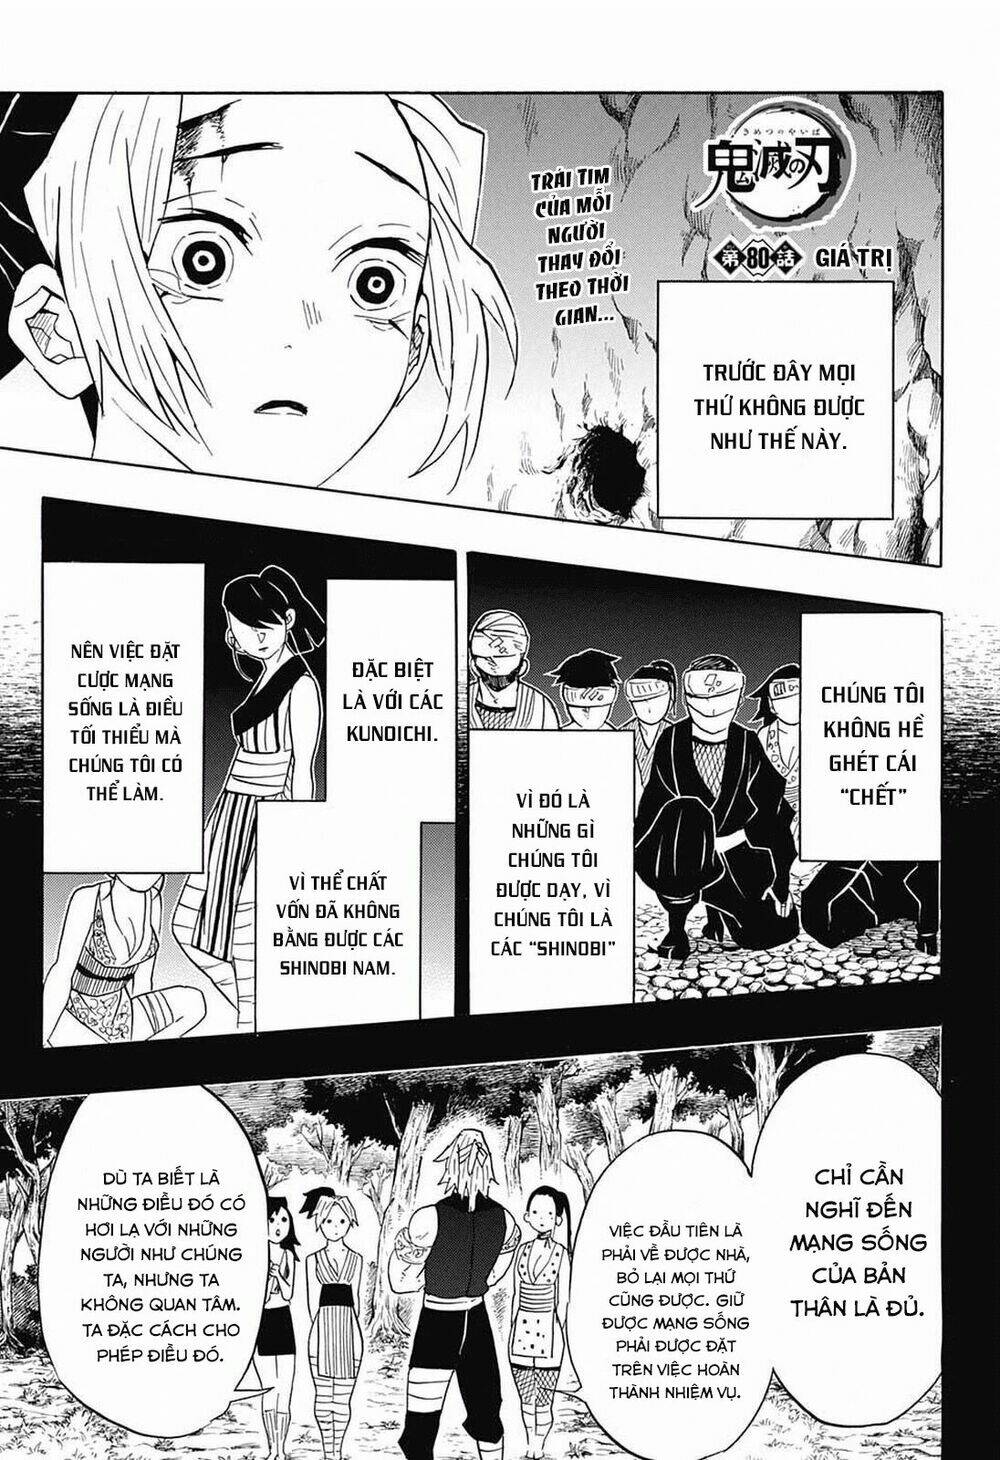 きめつのやいば
鬼滅の刃
第80話 GIÁ TRỊ
TRÁI TIM
CỦA MỖI
NGƯỜI
THAY ĐỔI
THEO THỜI
GIAN...
TRƯỚC ĐÂY MỌI
THỨ KHÔNG ĐƯỢC
NHƯ THẾ NÀY.
CHÚNG TÔI
KHÔNG HỀ
GHÉT CÁI
“CHẾT”
VÌ ĐÓ LÀ
NHỮNG GÌ
CHÚNG TÔI
ĐƯỢC DẠY, VÌ
CHÚNG TÔI LÀ
CÁC “SHINOBI”
ĐẶC BIỆT
LÀ VỚI CÁC
KUNOICHI.
VÌ THỂ CHẤT
VỐN ĐÃ KHÔNG
BẰNG ĐƯỢC CÁC
SHINOBI NAM.
NÊN VIỆC ĐẶT
CƯỢC MẠNG
SỐNG LÀ ĐIỀU
TỐI THIỂU MÀ
CHÚNG TÔI CÓ
THỂ LÀM.
CHỈ CẦN
NGHĨ ĐẾN
MẠNG SỐNG
CỦA BẢN
THÂN LÀ ĐỦ.
VIỆC ĐẦU TIÊN LÀ
PHẢI VỀ ĐƯỢC NHÀ,
BỎ LẠI MỌI THỨ
CŨNG ĐƯỢC. GIỮ
ĐƯỢC MẠNG SỐNG
PHẢI ĐƯỢC ĐẶT
TRÊN VIỆC HOÀN
THÀNH NHIỆM VỤ.
DÙ TA BIẾT LÀ
NHỮNG ĐIỀU ĐÓ CÓ
HƠI LẠ VỚI NHỮNG
NGƯỜI NHƯ CHÚNG
TA, NHƯNG TA
KHÔNG QUAN TÂM.
TA ĐẶC CÁCH CHO
PHÉP ĐIỀU ĐÓ.